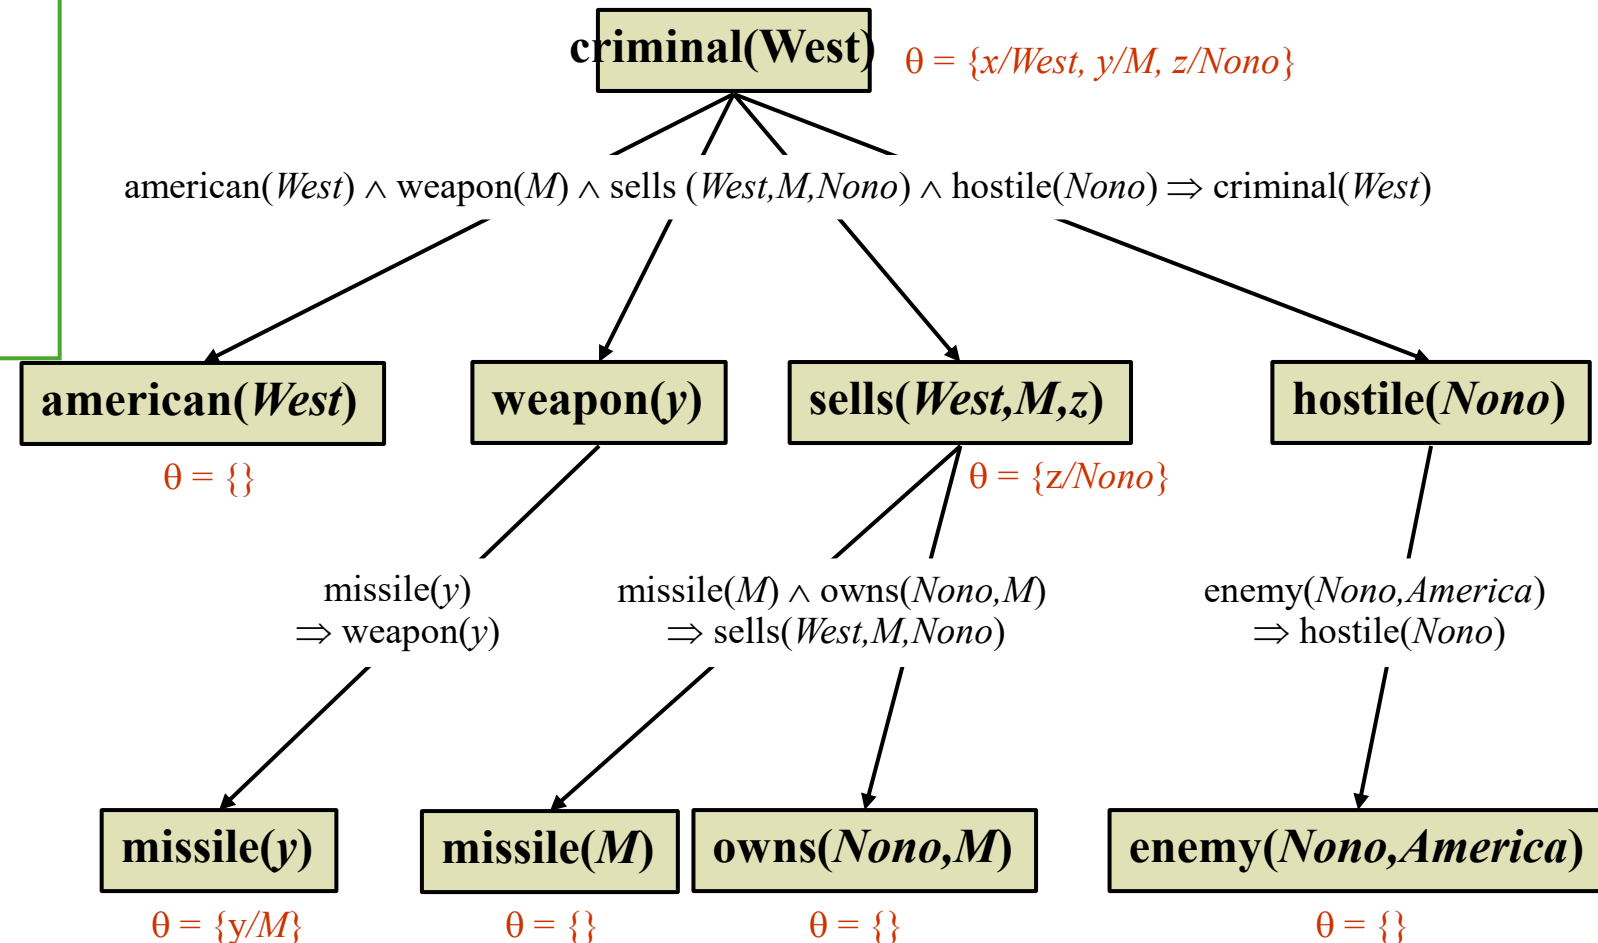 criminal(West)
θ = {x/West, y/M, z/Nono}
american(West) ∧ weapon(M) ∧ sells (West,M,Nono) ∧ hostile(Nono) ⇒ criminal(West)
american(West)
weapon(y)
sells(West,M,z)
hostile(Nono)
θ = {}
θ = {z/Nono}
missile(y)
⇒ weapon(y)
missile(M) ∧ owns(Nono,M)
⇒ sells(West,M,Nono)
enemy(Nono,America)
⇒ hostile(Nono)
missile(y)
missile(M)
owns(Nono,M)
enemy(Nono,America)
θ = {y/M}
θ = {}
θ = {}
θ = {}